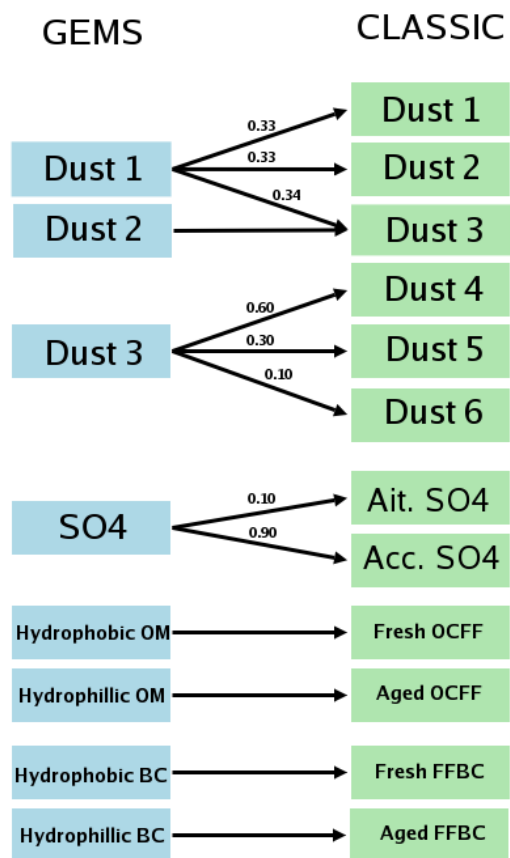 GEMS
CLASSIC
Dust 1
0.33
Dust 1
0.33
Dust 2
0.34
Dust 2
Dust 3
Dust 3
0.60
Dust 4
0.30
Dust 5
0.10
Dust 6
SO4
0.10
Ait. SO4
0.90
Acc. SO4
Hydrophobic OM
Fresh OCFF
Hydrophillic OM
Aged OCFF
Hydrophobic BC
Fresh FFBC
Hydrophillic BC
Aged FFBC